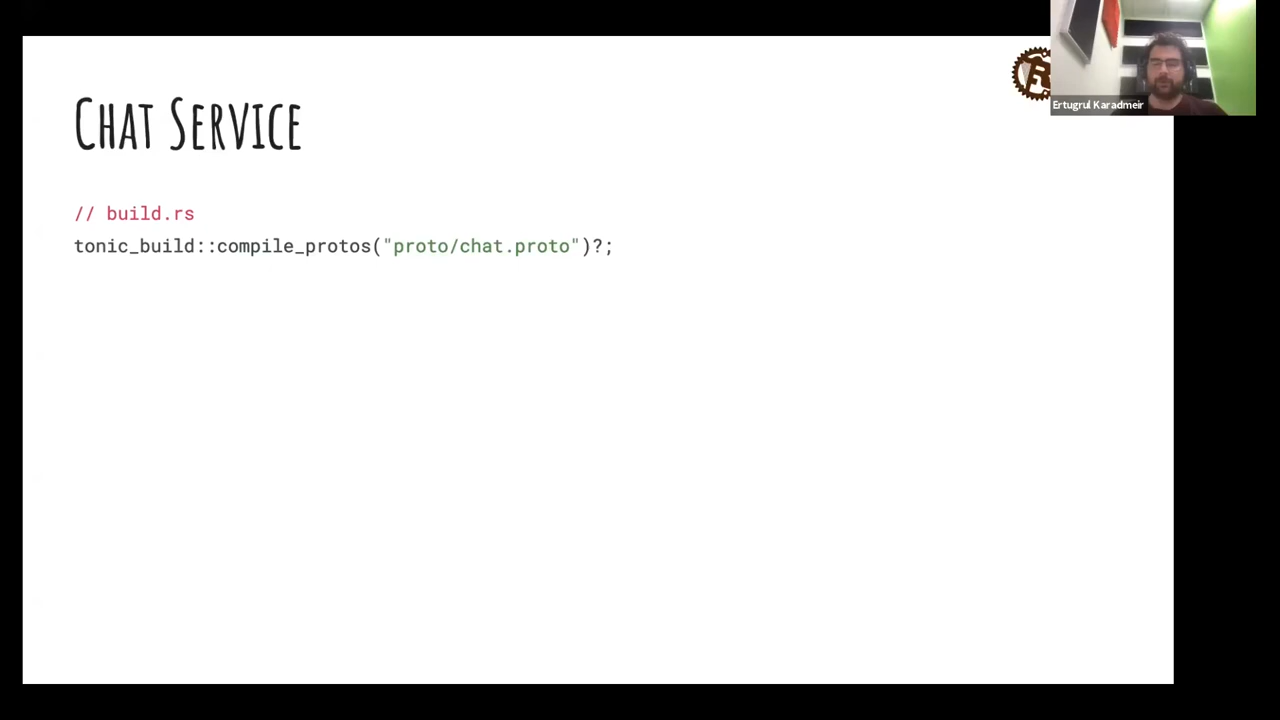 Chat Service
// build.rs
tonic_build::compile_protos("proto/chat.proto")?;
Ertugrul Karadmeir